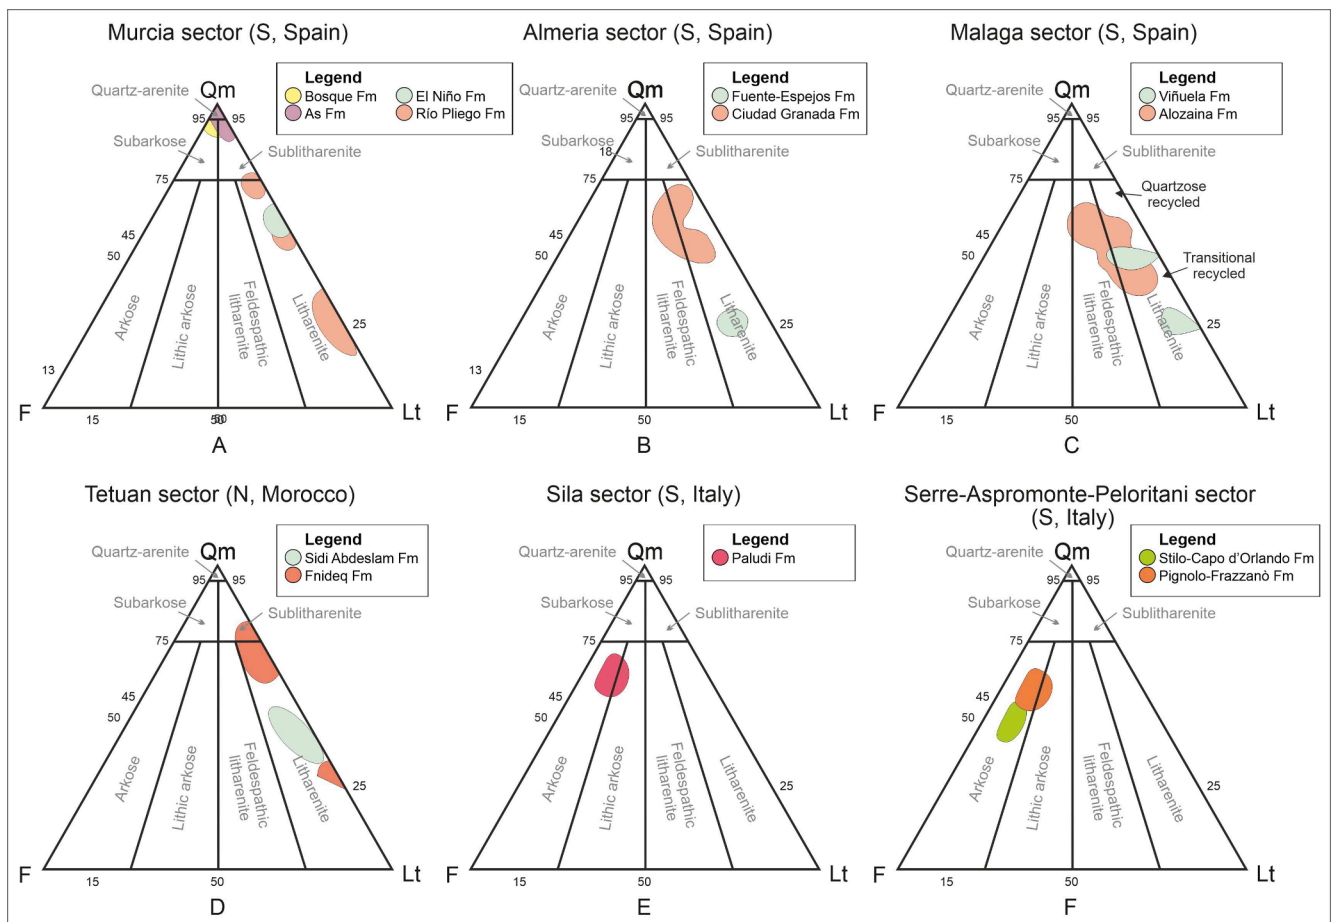 Murcia sector (S, Spain)
Legend
Bosque Fm
El Niño Fm
As Fm
Río Pliego Fm
Quartz-arenite
Qm
95
95
Subarkose
Sublitharenite
75
45
50
Arkose
Lithic arkose
Feldespathic
litharenite
Litharenite
25
13
F
Lt
15
50
50
A
Almeria sector (S, Spain)
Legend
Fuente-Espejos Fm
Ciudad Granada Fm
Quartz-arenite
Qm
95
95
Subarkose
18
Sublitharenite
75
45
50
Arkose
Lithic arkose
Feldespathic
litharenite
Litharenite
25
13
F
Lt
15
50
B
Malaga sector (S, Spain)
Legend
Viñuela Fm
Alozaina Fm
Quartz-arenite
Qm
95
95
Subarkose
Sublitharenite
75
Quartzose
recycled
45
50
Transitional
recycled
Arkose
Lithic arkose
Feldespathic
litharenite
Litharenite
25
F
Lt
15
50
C
Tetuan sector (N, Morocco)
Legend
Sidi Abdeslam Fm
Fnideq Fm
Quartz-arenite
Qm
95
95
Subarkose
Sublitharenite
75
45
50
Arkose
Lithic arkose
Feldespathic
litharenite
Litharenite
25
F
Lt
15
50
D
Sila sector (S, Italy)
Legend
Paludi Fm
Quartz-arenite
Qm
95
95
Subarkose
Sublitharenite
75
45
50
Arkose
Lithic arkose
Feldespathic
litharenite
Litharenite
25
F
Lt
15
50
E
Serre-Aspromonte-Peloritani sector
(S, Italy)
Legend
Stilo-Capo d'Orlando Fm
Pignolo-Frazzanò Fm
Quartz-arenite
Qm
95
95
Subarkose
Sublitharenite
75
45
50
Arkose
Lithic arkose
Feldespathic
litharenite
Litharenite
25
F
Lt
15
50
F